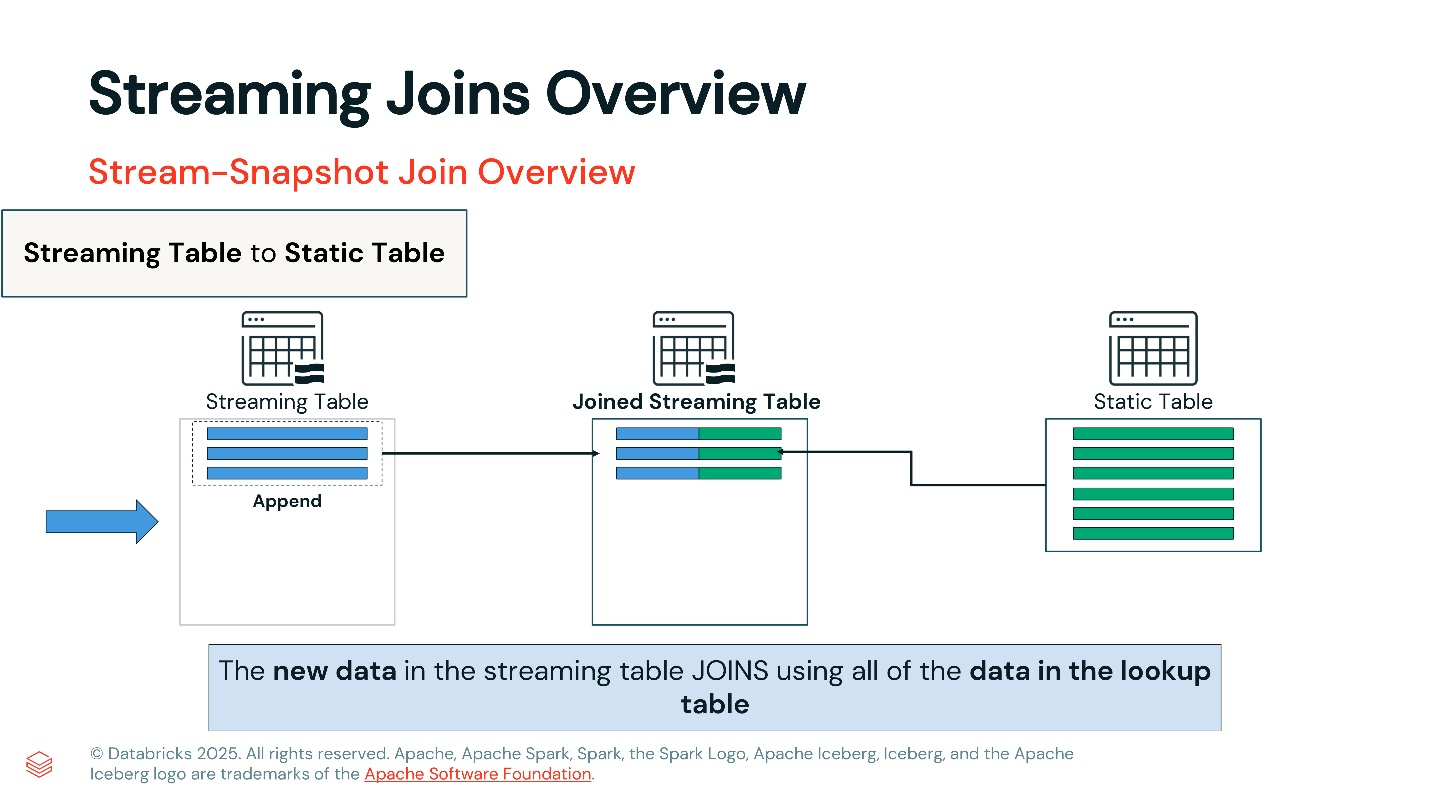 Streaming Joins Overview
Stream-Snapshot Join Overview
Streaming Table to Static Table
Streaming Table
Joined Streaming Table
Static Table
Append
The new data in the streaming table JOINS using all of the data in the lookup
table
© Databricks 2025. All rights reserved. Apache, Apache Spark, Spark, the Spark Logo, Apache Iceberg, Iceberg, and the Apache
Iceberg logo are trademarks of the Apache Software Foundation.